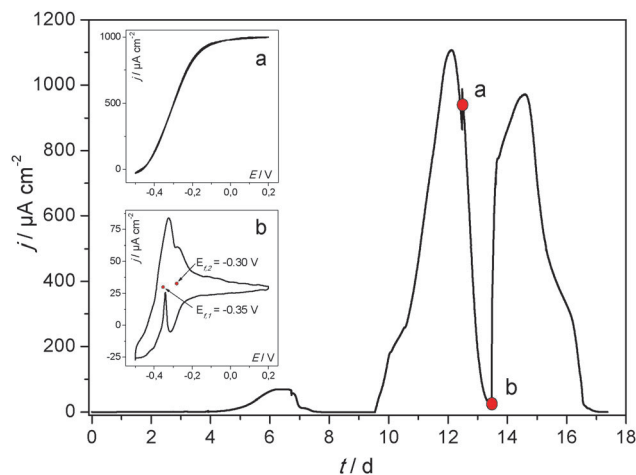 1000
500
0
j / µA cm-2
a
E / V
-0,4
-0,2
0,0
0,2
75
50
25
0
-25
j / µA cm-2
b
Ef,2 = -0.30
Ef,1 = -0.35
E / V
-0,4
-0,2
0,0
0,2
1200
1000
800
600
400
200
0
j / µA cm-2
a
b
0 2 4 6 8 10 12 14 16 18
t / d